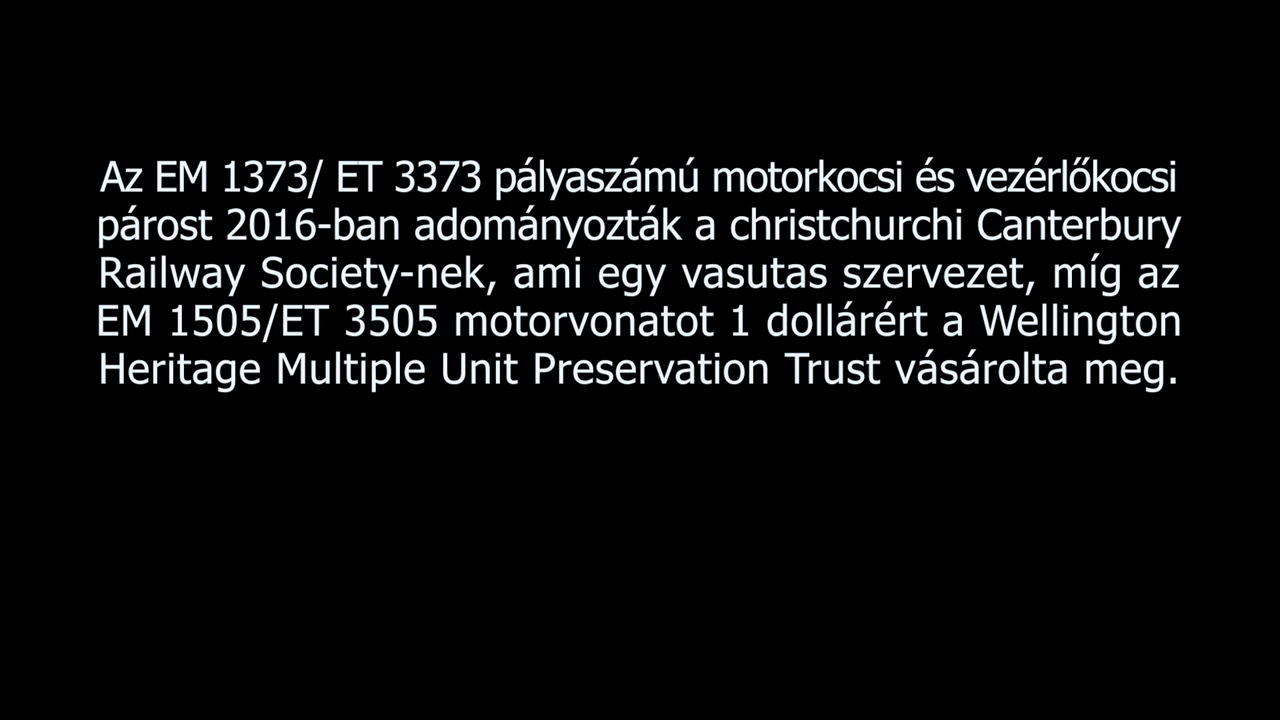 Az EM 1373/ ET 3373 pályaszámú motorkocsi és vezérlőkocsi
párost 2016-ban adományozták a christchurchi Canterbury
Railway Society-nek, ami egy vasutas szervezet, míg az
EM 1505/ET 3505 motorvonatot 1 dollárért a Wellington
Heritage Multiple Unit Preservation Trust vásárolta meg.